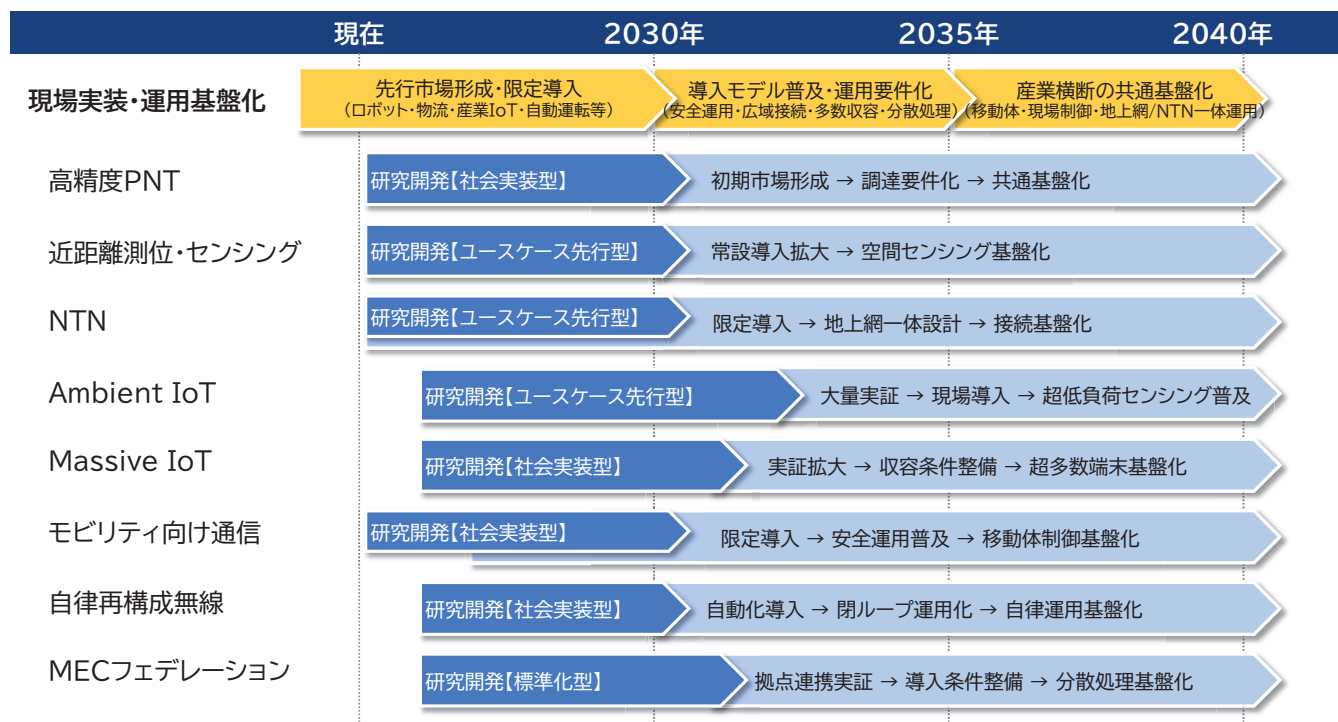 現在 2030年 2035年 2040年
現場実装・運用基盤化
先行市場形成・限定導入
（ロボット・物流・産業IoT・自動運転等）
導入モデル普及・運用要件化
（安全運用・広域接続・多数収容・分散処理）
産業横断の共通基盤化
（移動体・現場制御・地上網/NTN一体運用）
高精度PNT
研究開発【社会実装型】
初期市場形成 → 調達要件化 → 共通基盤化
近距離測位・センシング
研究開発【ユースケース先行型】
常設導入拡大 → 空間センシング基盤化
NTN
研究開発【ユースケース先行型】
限定導入 → 地上網一体設計 → 接続基盤化
Ambient IoT
研究開発【ユースケース先行型】
大量実証 → 現場導入 → 超低負荷センシング普及
Massive IoT
研究開発【社会実装型】
実証拡大 → 収容条件整備 → 超多数端末基盤化
モビリティ向け通信
研究開発【社会実装型】
限定導入 → 安全運用普及 → 移動体制御基盤化
自律再構成無線
研究開発【社会実装型】
自動化導入 → 閉ループ運用化 → 自律運用基盤化
MECフェデレーション
研究開発【標準化型】
拠点連携実証 → 導入条件整備 → 分散処理基盤化